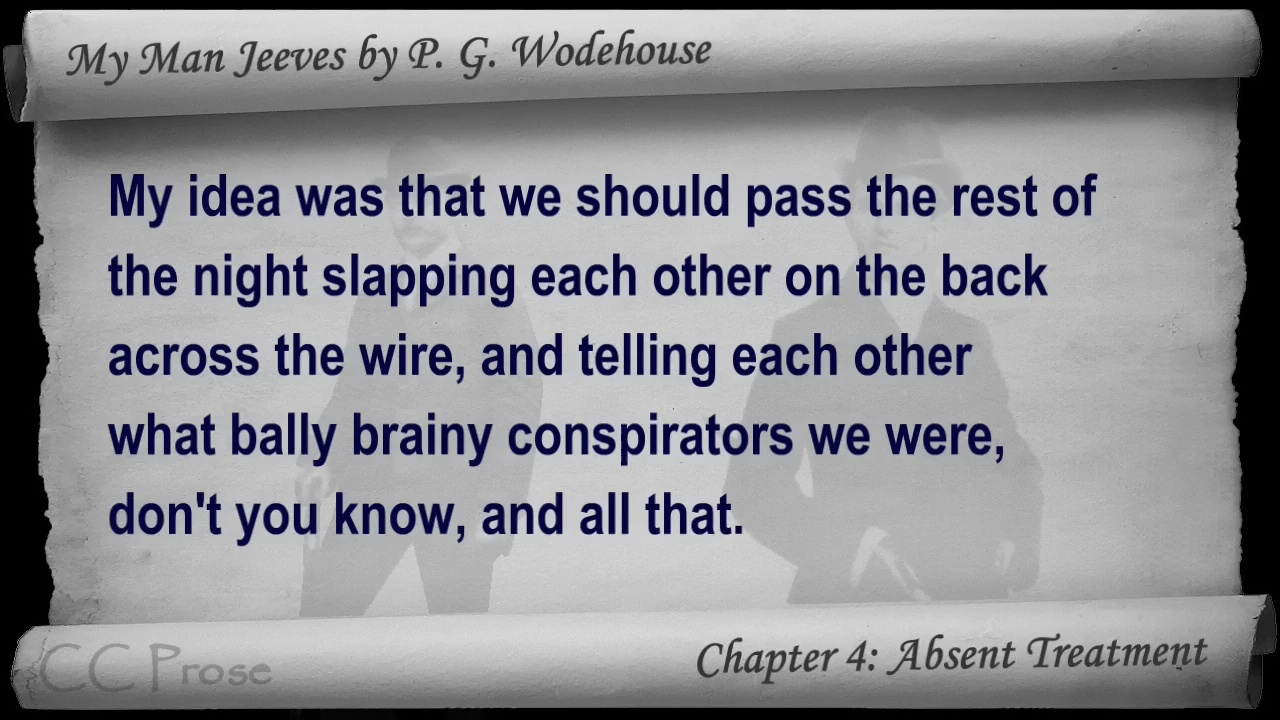 My Man Jeeves by P. G. Wodehouse
My idea was that we should pass the rest of
the night slapping each other on the back
across the wire, and telling each other
what bally brainy conspirators we were,
don't you know, and all that.
CC Prose
Chapter 4: Absent Treatment